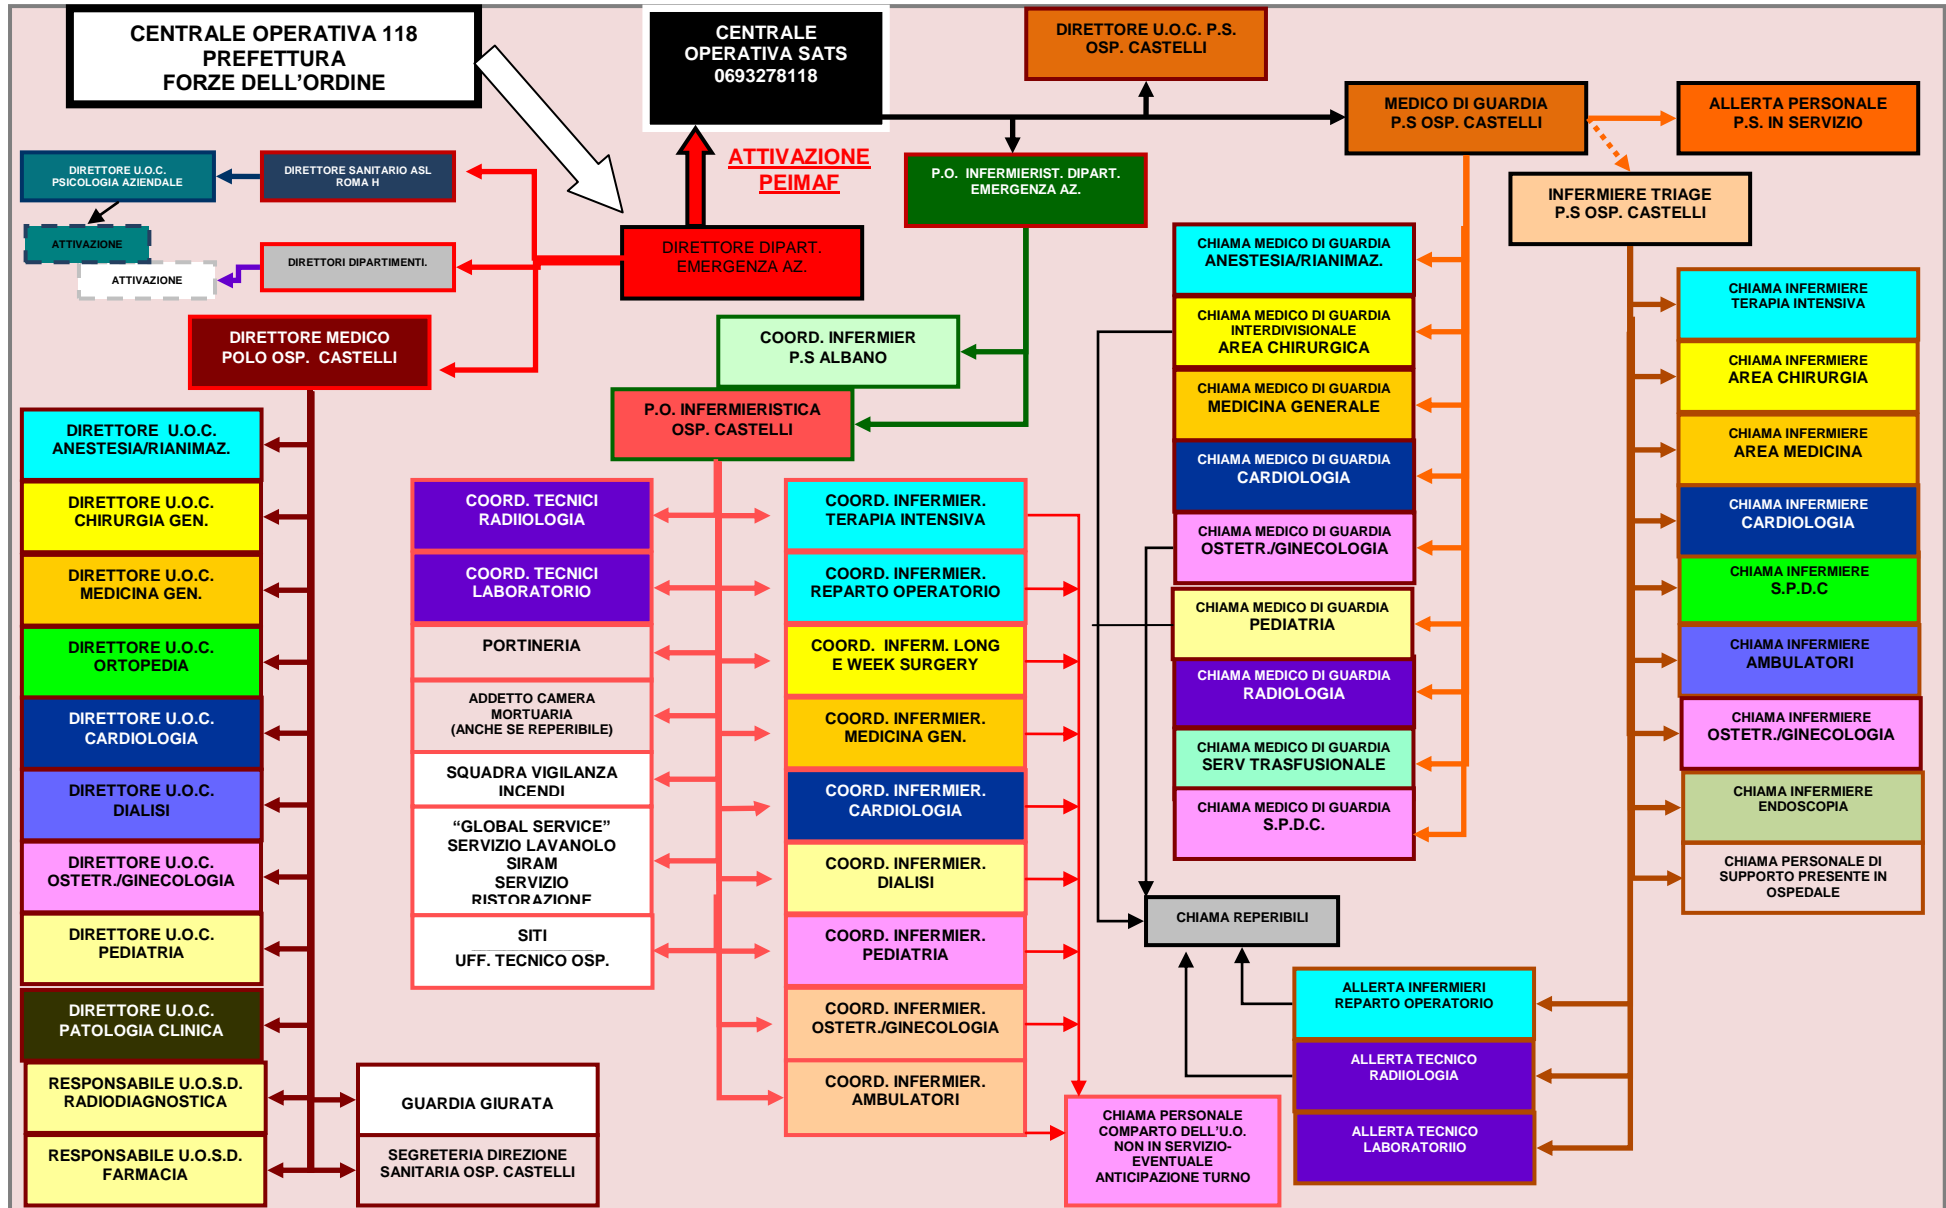 CENTRALE OPERATIVA 118
PREFETTURA
FORZE DELL'ORDINE
CENTRALE
OPERATIVA SATS
0693278118
DIRETTORE U.O.C. P.S.
OSP. CASTELLI
MEDICO DI GUARDIA
P.S OSP. CASTELLI
ALLERTA PERSONALE
P.S. IN SERVIZIO
DIRETTORE U.O.C.
PSICOLOGIA AZIENDALE
DIRETTORE SANITARIO ASL
ROMA H
ATTIVAZIONE
PEIMAF
P.O. INFERMIERIST. DIPART.
EMERGENZA AZ.
INFERMIERE TRIAGE
P.S OSP. CASTELLI
ATTIVAZIONE
ATTIVAZIONE
DIRETTORI DIPARTIMENTI.
DIRETTORE DIPART.
EMERGENZA AZ.
DIRETTORE MEDICO
POLO OSP. CASTELLI
COORD. INFERMIER
P.S ALBANO
P.O. INFERMIERISTICA
OSP. CASTELLI
DIRETTORE U.O.C.
ANESTESIA/RIANIMAZ.
DIRETTORE U.O.C.
CHIRURGIA GEN.
DIRETTORE U.O.C.
MEDICINA GEN.
DIRETTORE U.O.C.
ORTOPEDIA
DIRETTORE U.O.C.
CARDIOLOGIA
DIRETTORE U.O.C.
DIALISI
DIRETTORE U.O.C.
OSTETR./GINECOLOGIA
DIRETTORE U.O.C.
PEDIATRIA
DIRETTORE U.O.C.
PATOLOGIA CLINICA
RESPONSABILE U.O.S.D.
RADIODIAGNOSTICA
RESPONSABILE U.O.S.D.
FARMACIA
GUARDIA GIURATA
SEGRETERIA DIREZIONE
SANITARIA OSP. CASTELLI
COORD. TECNICI
RADIIOLOGIA
COORD. TECNICI
LABORATORIO
PORTINERIA
ADDETTO CAMERA
MORTUARIA
(ANCHE SE REPERIBILE)
SQUADRA VIGILANZA
INCENDI
“GLOBAL SERVICE”
SERVIZIO LAVANOLO
SIRAM
SERVIZIO
RISTORAZIONE
SITI
UFF. TECNICO OSP.
COORD. INFERMIER.
TERAPIA INTENSIVA
COORD. INFERMIER.
REPARTO OPERATORIO
COORD. INFERM. LONG
E WEEK SURGERY
COORD. INFERMIER.
MEDICINA GEN.
COORD. INFERMIER.
CARDIOLOGIA
COORD. INFERMIER.
DIALISI
COORD. INFERMIER.
PEDIATRIA
COORD. INFERMIER.
OSTETR./GINECOLOGIA
COORD. INFERMIER.
AMBULATORI
CHIAMA PERSONALE
COMPARTO DELL'U.O.
NON IN SERVIZIO-
EVENTUALE
ANTICIPAZIONE TURNO
CHIAMA MEDICO DI GUARDIA
ANESTESIA/RIANIMAZ.
CHIAMA MEDICO DI GUARDIA
INTERDIVISIONALE
AREA CHIRURGICA
CHIAMA MEDICO DI GUARDIA
MEDICINA GENERALE
CHIAMA MEDICO DI GUARDIA
CARDIOLOGIA
CHIAMA MEDICO DI GUARDIA
OSTETR./GINECOLOGIA
CHIAMA MEDICO DI GUARDIA
PEDIATRIA
CHIAMA MEDICO DI GUARDIA
RADIOLOGIA
CHIAMA MEDICO DI GUARDIA
SERV TRASFUSIONALE
CHIAMA MEDICO DI GUARDIA
S.P.D.C.
CHIAMA REPERIBILI
CHIAMA INFERMIERE
TERAPIA INTENSIVA
CHIAMA INFERMIERE
AREA CHIRURGIA
CHIAMA INFERMIERE
AREA MEDICINA
CHIAMA INFERMIERE
CARDIOLOGIA
CHIAMA INFERMIERE
S.P.D.C
CHIAMA INFERMIERE
AMBULATORI
CHIAMA INFERMIERE
OSTETR./GINECOLOGIA
CHIAMA INFERMIERE
ENDOSCOPIA
CHIAMA PERSONALE DI
SUPPORTO PRESENTE IN
OSPEDALE
ALLERTA INFERMIERI
REPARTO OPERATORIO
ALLERTA TECNICO
RADIIOLOGIA
ALLERTA TECNICO
LABORATORIIO